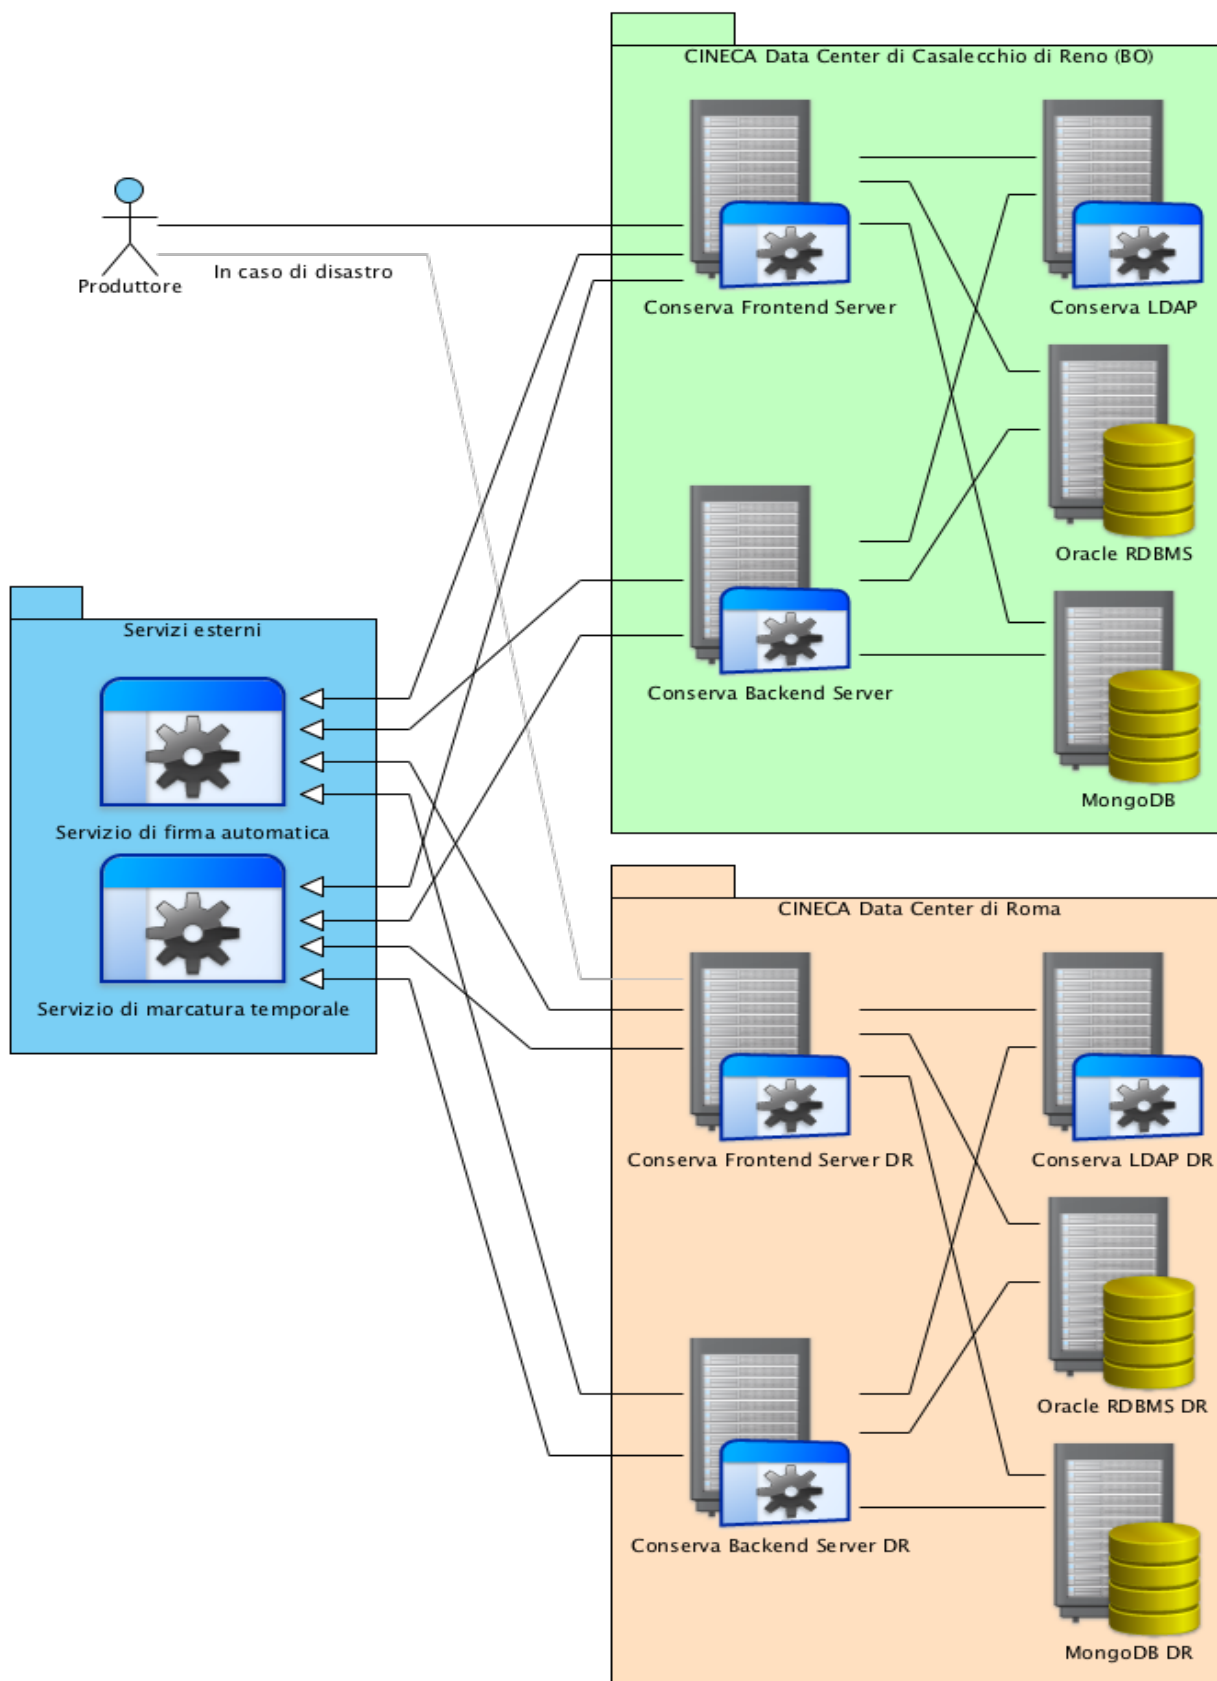 CINECA Data Center di Casalecchio di Reno (BO)
Produttore
In caso di disastro
Conserva Frontend Server
Conserva LDAP
Oracle RDBMS
Conserva Backend Server
MongoDB
Servizi esterni
Servizio di firma automatica
Servizio di marcatura temporale
CINECA Data Center di Roma
Conserva Frontend Server DR
Conserva LDAP DR
Oracle RDBMS DR
Conserva Backend Server DR
MongoDB DR